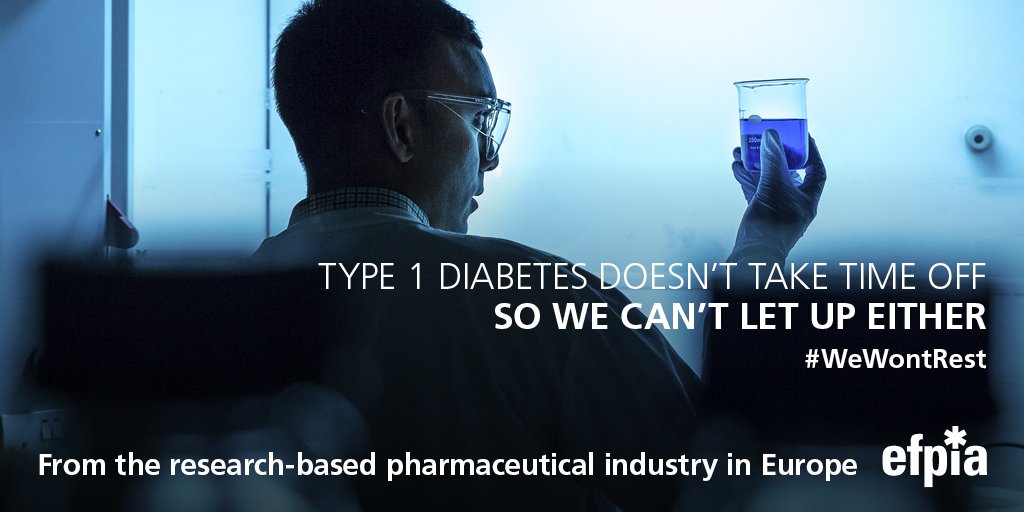 250ml
TYPE 1 DIABETES DOESN'T TAKE TIME OFF
SO WE CAN'T LET UP EITHER
#WeWontRest
From the research-based pharmaceutical industry in Europe
efpia